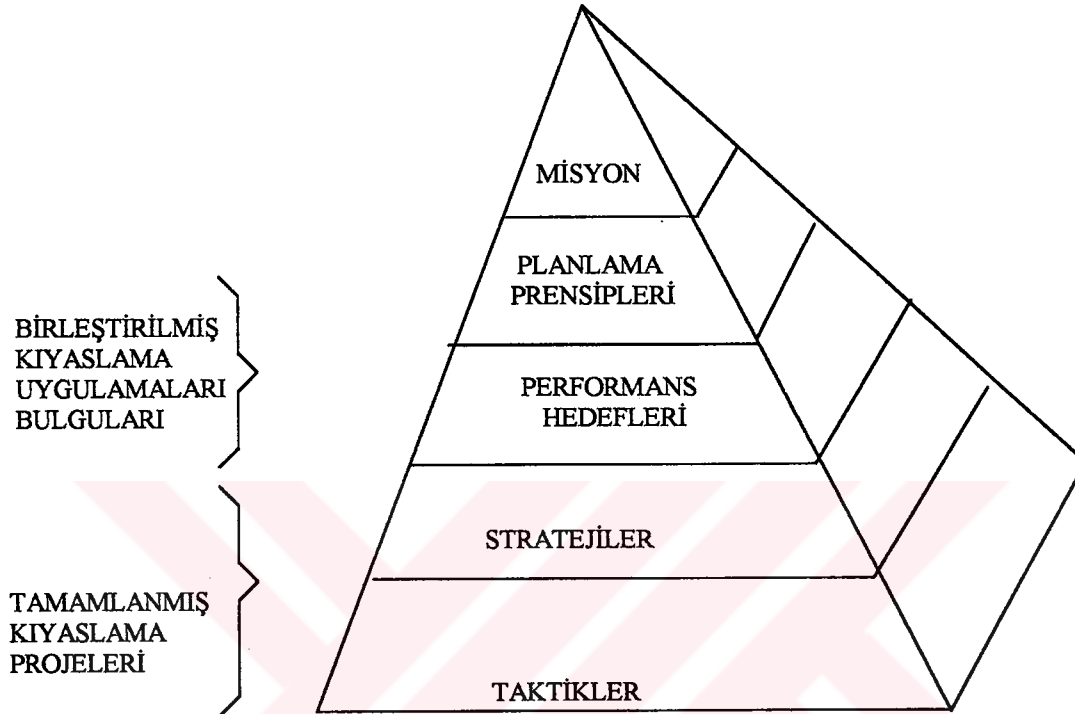 MİSYON
PLANLAMA
PRENSİPLERİ
BİRLEŞTİRİLMİŞ
KIYASLAMA
UYGULAMALARI
BULGULARI
PERFORMANS
HEDEFLERİ
STRATEJİLER
TAMAMLANMIŞ
KIYASLAMA
PROJELERİ
TAKTİKLER